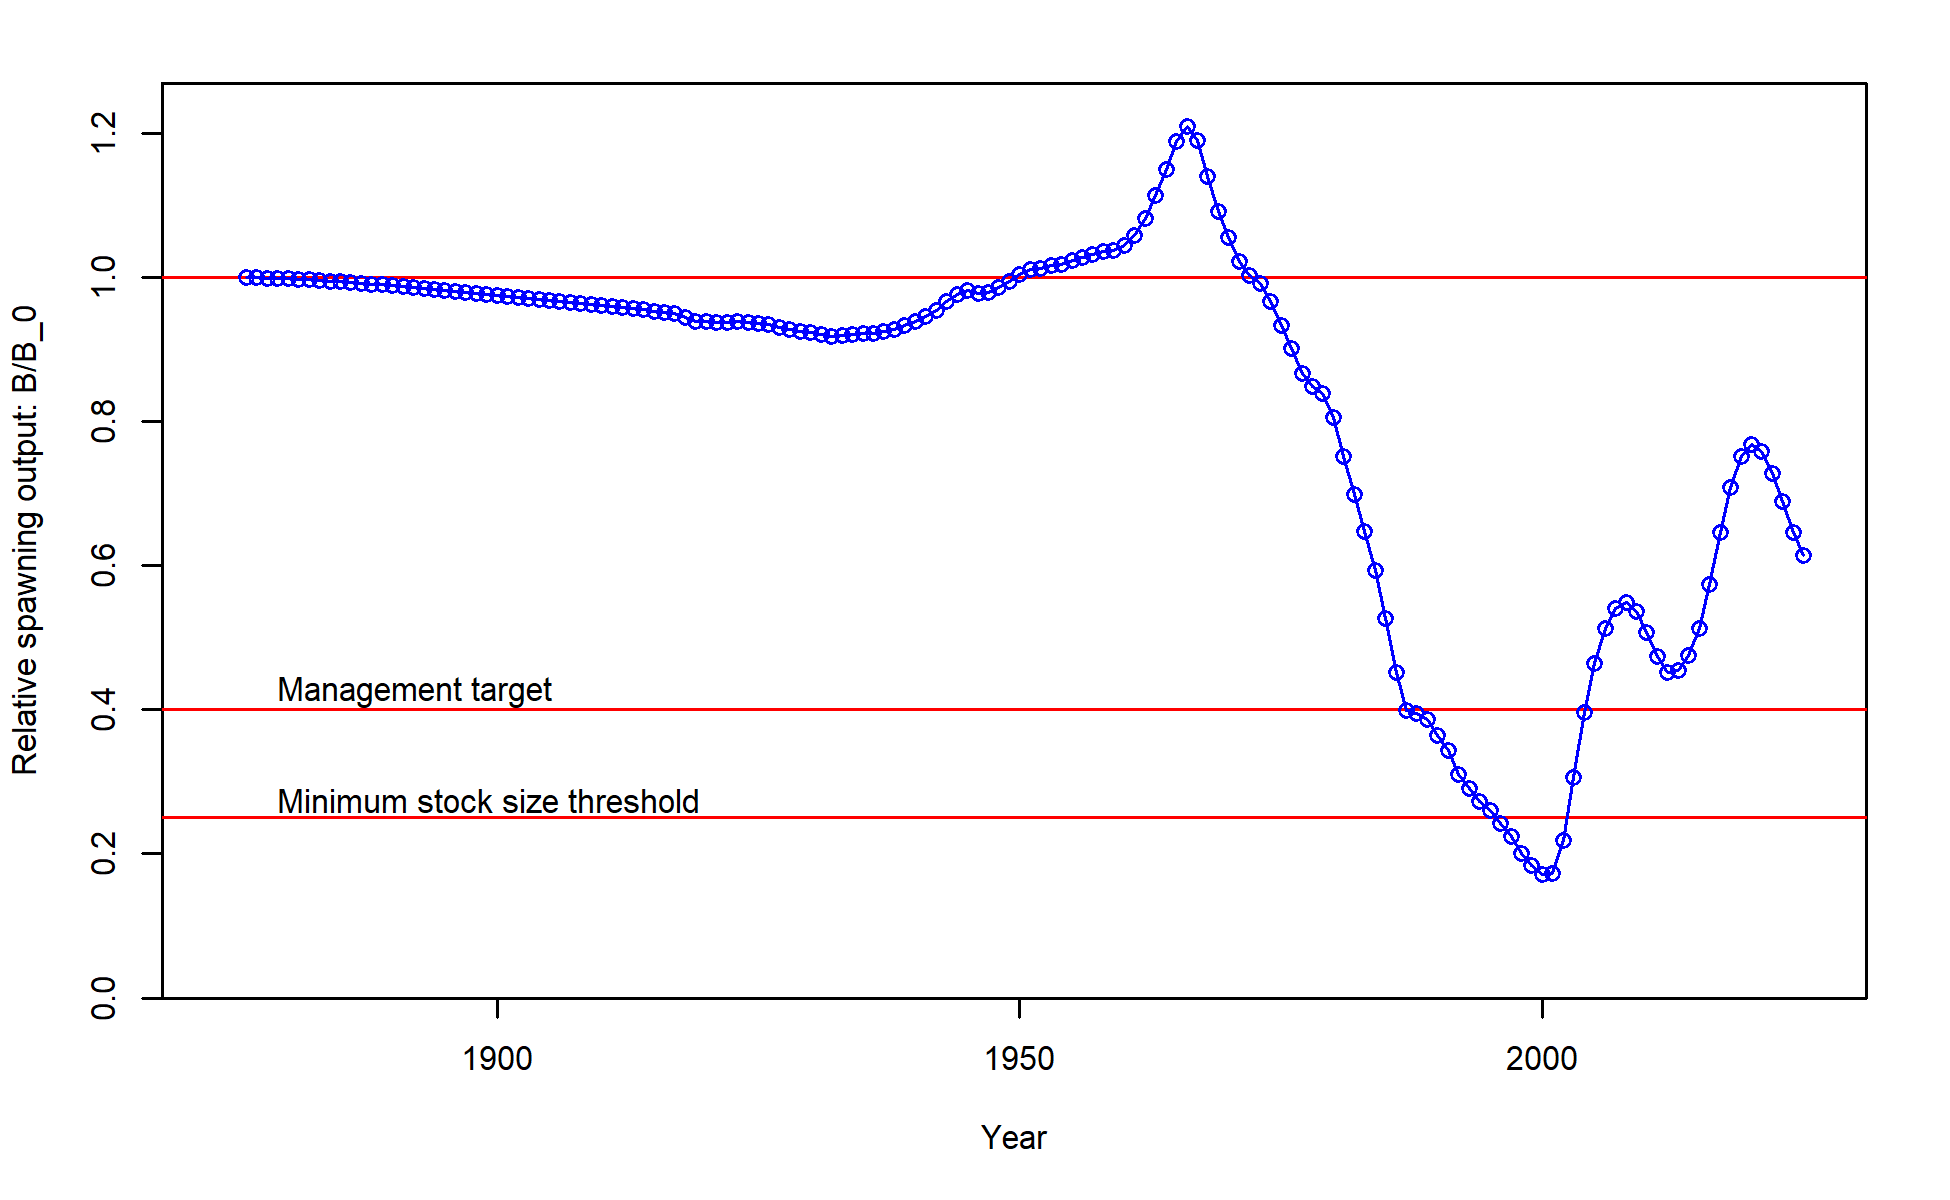 Relative spawning output: B/B_0
1.2
1.0
0.8
0.6
0.4
0.2
0.0
Management target
Minimum stock size threshold
1900 1950 2000
Year